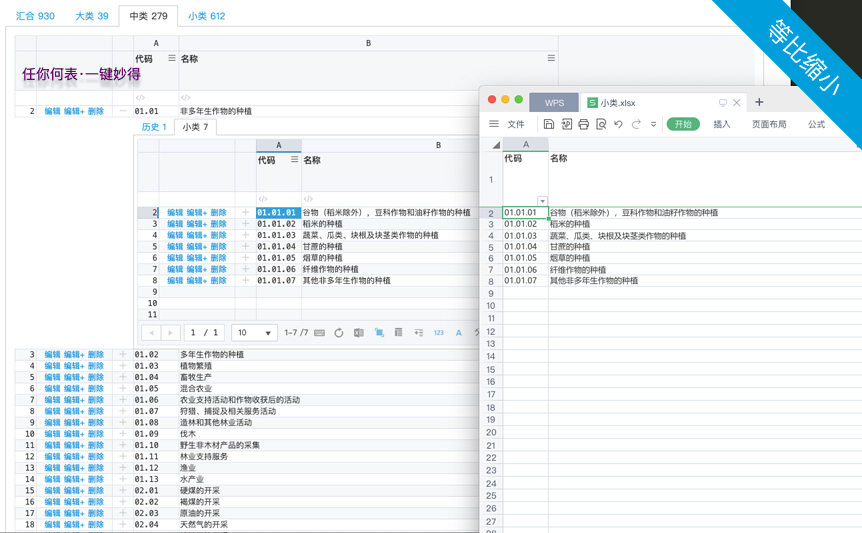 汇合 930 大类 39 中类 279 小类 612
A B
代码 名称
任你何表·一键妙得
2 编辑 编辑+ 删除 01.01 非多年生作物的种植
历史 1 小类 7
A B
代码 名称
2 编辑 编辑+ 删除 01.01.01 谷物（稻米除外），豆科作物和油籽作物的种植
3 编辑 编辑+ 删除 01.01.02 稻米的种植
4 编辑 编辑+ 删除 01.01.03 蔬菜、瓜类、块根及块茎类作物的种植
5 编辑 编辑+ 删除 01.01.04 甘蔗的种植
6 编辑 编辑+ 删除 01.01.05 烟草的种植
7 编辑 编辑+ 删除 01.01.06 纤维作物的种植
8 编辑 编辑+ 删除 01.01.07 其他非多年生作物的种植
9
10
11
1 / 1 10 1–7 /7 123 A
3 编辑 编辑+ 删除 01.02 多年生作物的种植
4 编辑 编辑+ 删除 01.03 植物繁殖
5 编辑 编辑+ 删除 01.04 畜牧生产
6 编辑 编辑+ 删除 01.05 混合农业
7 编辑 编辑+ 删除 01.06 农业支持活动和作物收获后的活动
8 编辑 编辑+ 删除 01.07 狩猎、捕捉及相关服务活动
9 编辑 编辑+ 删除 01.08 造林和其他林业活动
10 编辑 编辑+ 删除 01.09 伐木
11 编辑 编辑+ 删除 01.10 野生非木材产品的采集
12 编辑 编辑+ 删除 01.11 林业支持服务
13 编辑 编辑+ 删除 01.12 渔业
14 编辑 编辑+ 删除 01.13 水产业
15 编辑 编辑+ 删除 02.01 硬煤的开采
16 编辑 编辑+ 删除 02.02 褐煤的开采
17 编辑 编辑+ 删除 02.03 原油的开采
18 编辑 编辑+ 删除 02.04 天然气的开采
等比缩小
WPS S 小类.xlsx +
文件 开始 插入 页面布局 公式
A
代码 名称
1
2 01.01.01 谷物（稻米除外），豆科作物和油籽作物的种植
3 01.01.02 稻米的种植
4 01.01.03 蔬菜、瓜类、块根及块茎类作物的种植
5 01.01.04 甘蔗的种植
6 01.01.05 烟草的种植
7 01.01.06 纤维作物的种植
8 01.01.07 其他非多年生作物的种植
9
10
11
12
13
14
15
16
17
18
19
20
21
22
23
24
25
26
27